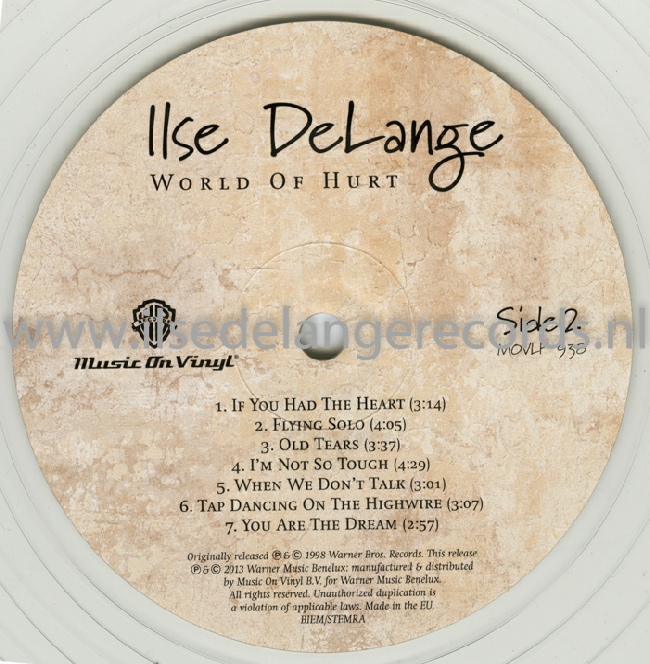 Ilse DeLange
World Of Hurt
www.ilsedelangerecords.nl
Music On Vinyl®
Side 2
MOVLP 938
1. If You Had The Heart (3:14)
2. Flying Solo (4:05)
3. Old Tears (3:37)
4. I'm Not So Tough (4:29)
5. When We Don't Talk (3:01)
6. Tap Dancing On The Highwire (3:07)
7. You Are The Dream (2:57)
Originally released ℗ & © 1998 Warner Bros. Records. This release
℗ & © 2013 Warner Music Benelux: manufactured & distributed
by Music On Vinyl B.V. for Warner Music Benelux.
All rights reserved. Unauthorized duplication is
a violation of applicable laws. Made in the EU.
BIEM/STEMRA